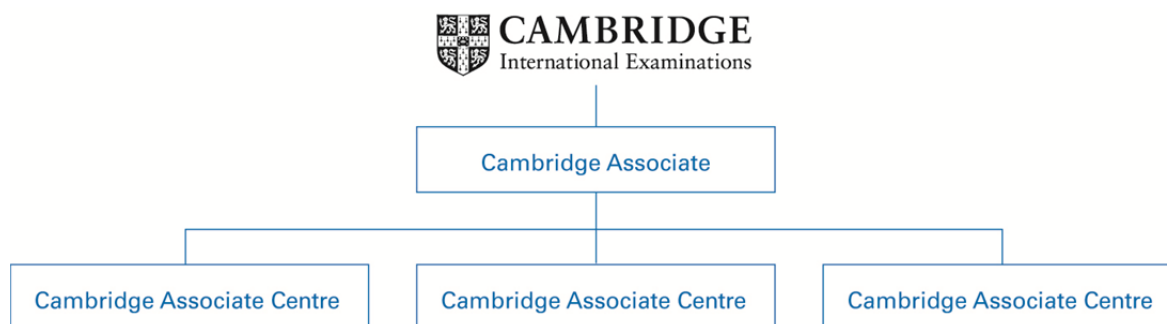 CAMBRIDGE
International Examinations
Cambridge Associate
Cambridge Associate Centre
Cambridge Associate Centre
Cambridge Associate Centre